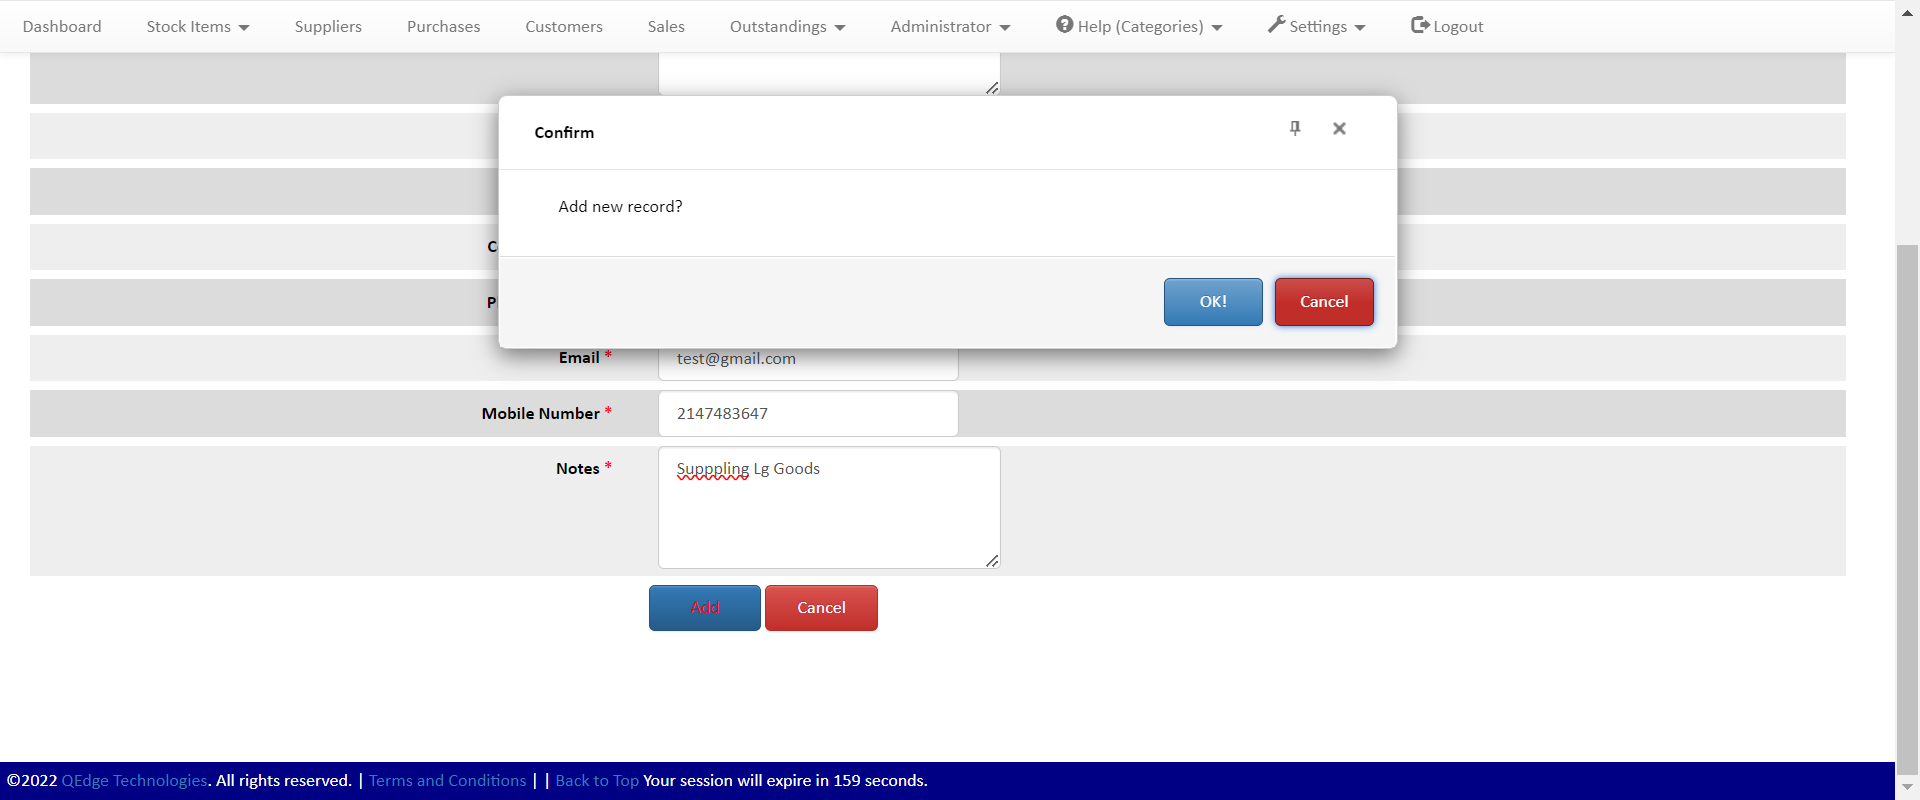 Dashboard Stock Items Suppliers Purchases Customers Sales Outstandings Administrator Help (Categories) Settings Logout
Confirm
Add new record?
C
OK! Cancel
P
Email * test@gmail.com
Mobile Number * 2147483647
Notes * Supppling Lg Goods
Add Cancel
©2022 QEdge Technologies. All rights reserved. | Terms and Conditions | | Back to Top Your session will expire in 159 seconds.